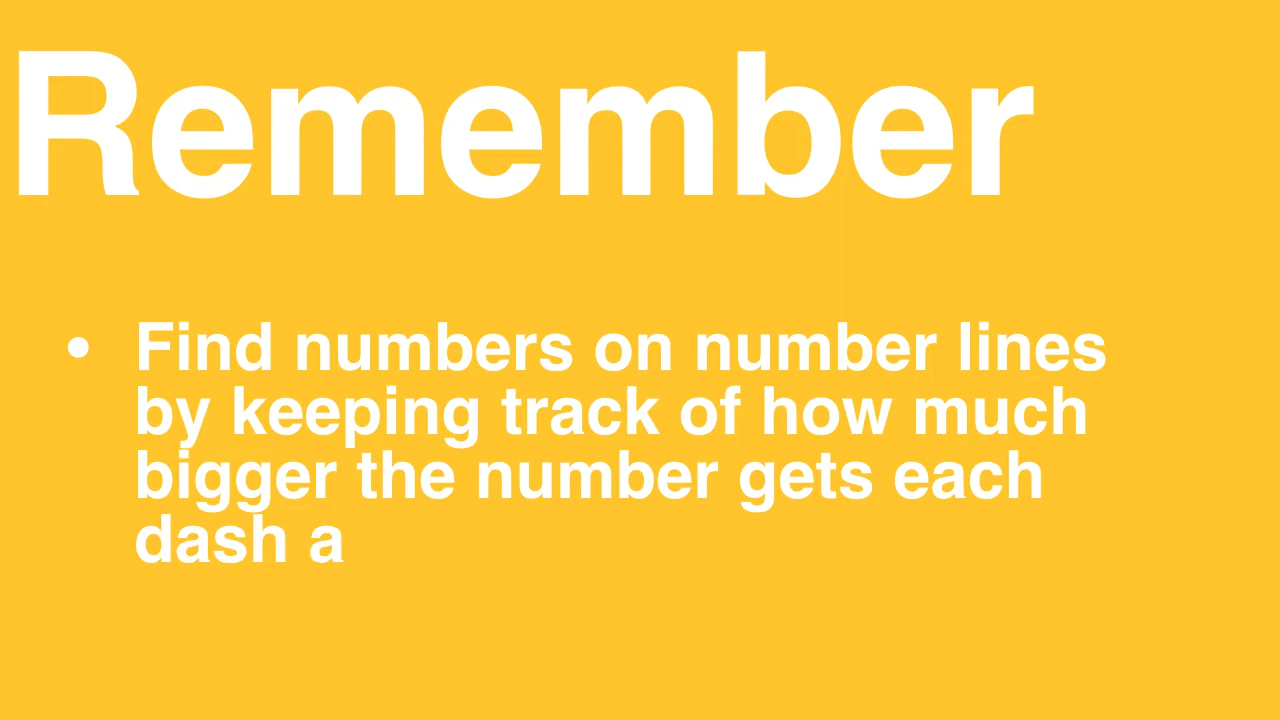 Remember
• Find numbers on number lines
by keeping track of how much
bigger the number gets each
dash a